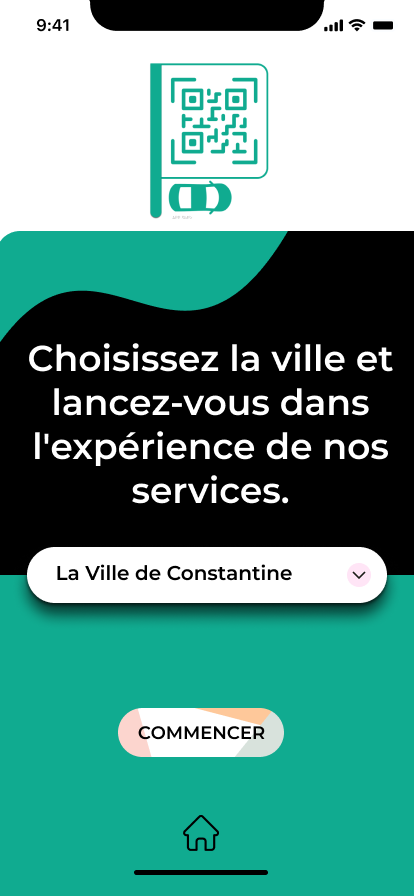 9:41
Choisissez la ville et
lancez-vous dans
l'expérience de nos
services.
La Ville de Constantine
COMMENCER